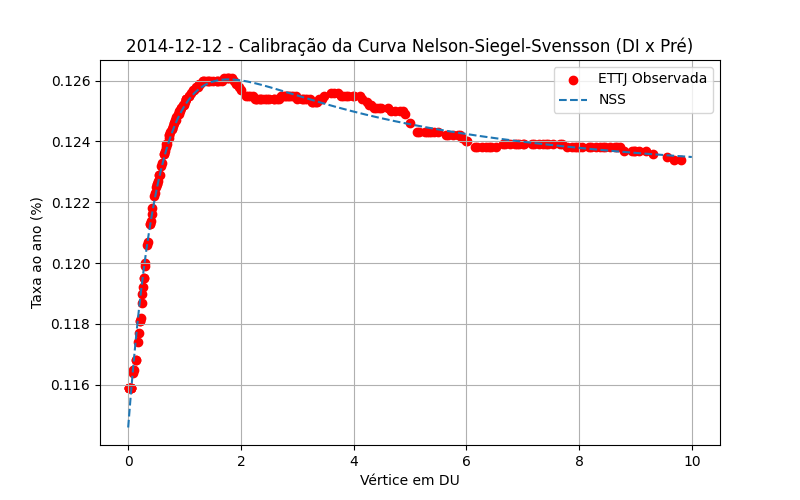 2014-12-12 - Calibração da Curva Nelson-Siegel-Svensson (DI x Pré)
ETTJ Observada
NSS
Taxa ao ano (%)
0.126
0.124
0.122
0.120
0.118
0.116
0
2
4
6
8
10
Vértice em DU